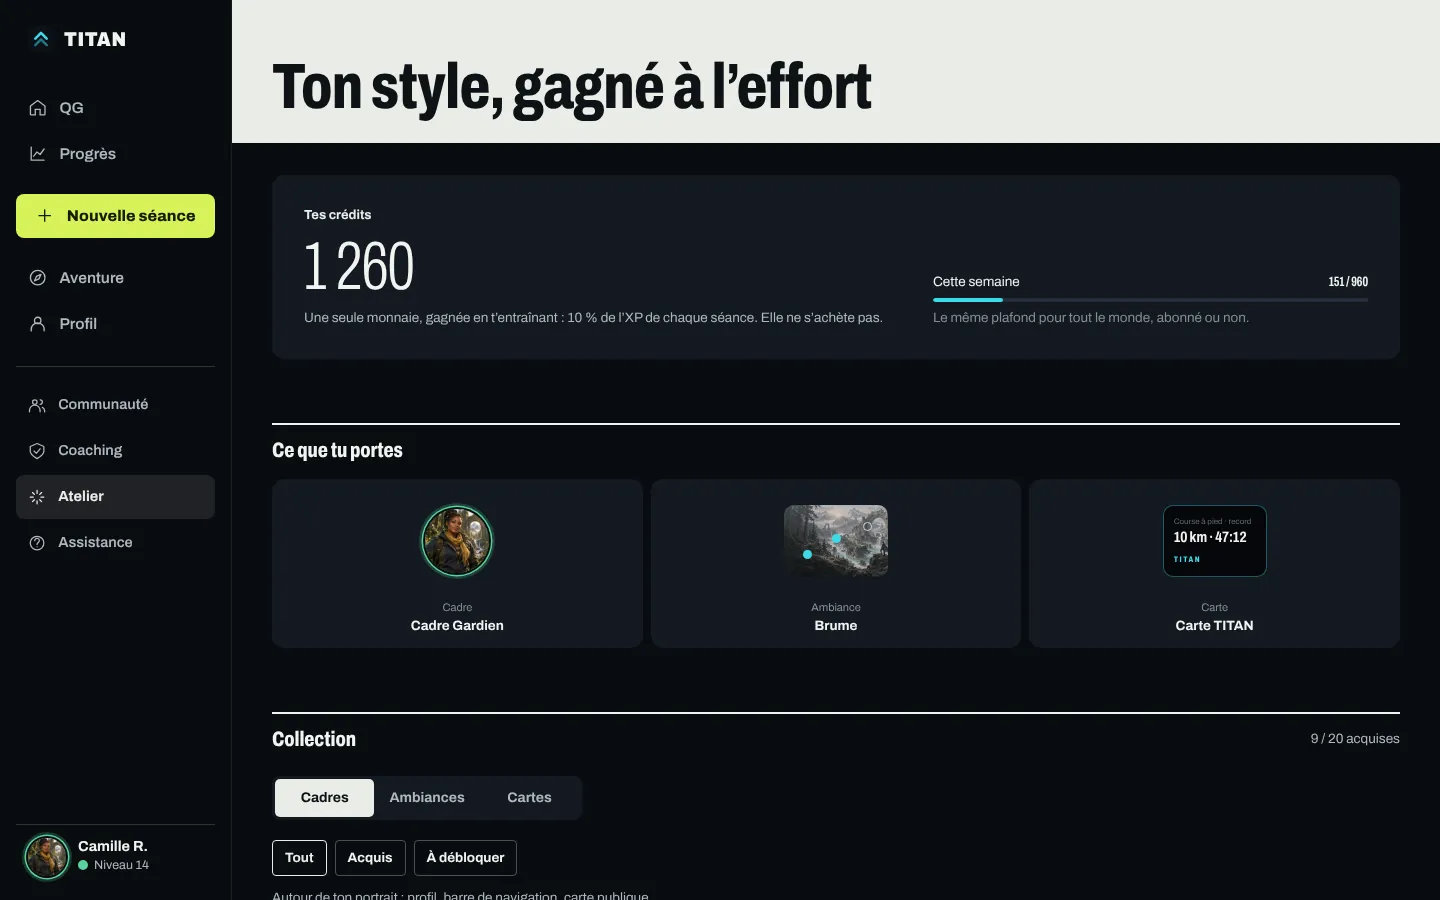 TITAN
QG
Progrès
Nouvelle séance
Aventure
Profil
Communauté
Coaching
Atelier
Assistance
Camille R.
Niveau 14
Ton style, gagné à l’effort
Tes crédits
1 260
Une seule monnaie, gagnée en t’entraînant : 10 % de l’XP de chaque séance. Elle ne s’achète pas.
Cette semaine
151 / 960
Le même plafond pour tout le monde, abonné ou non.
Ce que tu portes
Cadre
Cadre Gardien
Ambiance
Brume
Course à pied · record
10 km · 47:12
TITAN
Carte
Carte TITAN
Collection
9 / 20 acquises
Cadres
Ambiances
Cartes
Tout
Acquis
À débloquer
Autour de ton portrait : profil, barre de navigation, carte publique.